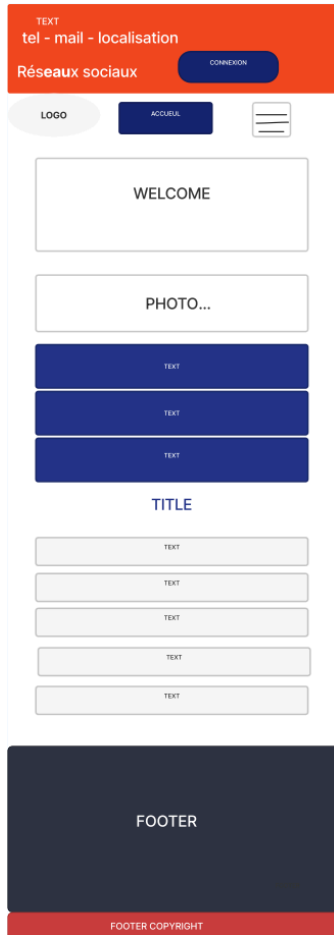 TEXT
tel - mail - localisation
Réseaux sociaux
CONNEXION
LOGO
ACCUEUL
WELCOME
PHOTO...
TEXT
TEXT
TEXT
TITLE
TEXT
TEXT
TEXT
TEXT
TEXT
FOOTER
FOOTER COPYRIGHT